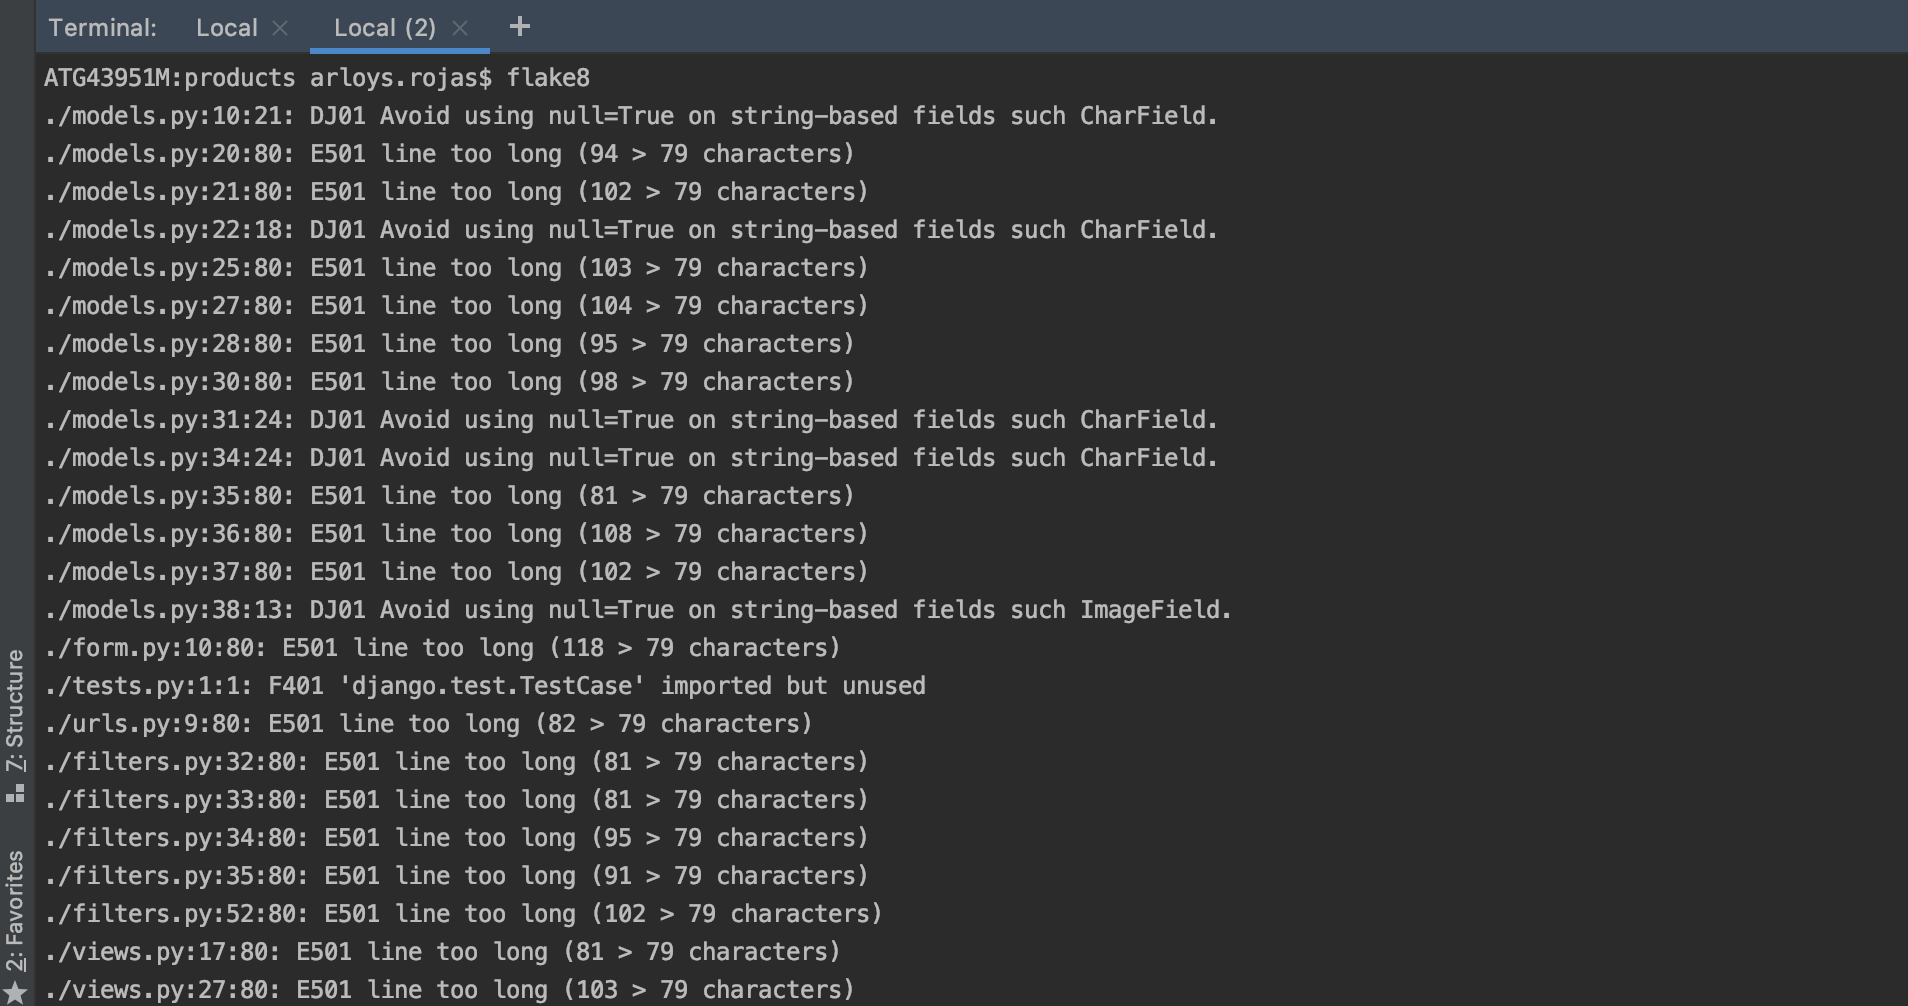 Terminal: Local × Local (2) × +
ATG43951M:products arloys.rojas$ flake8
./models.py:10:21: DJ01 Avoid using null=True on string-based fields such CharField.
./models.py:20:80: E501 line too long (94 > 79 characters)
./models.py:21:80: E501 line too long (102 > 79 characters)
./models.py:22:18: DJ01 Avoid using null=True on string-based fields such CharField.
./models.py:25:80: E501 line too long (103 > 79 characters)
./models.py:27:80: E501 line too long (104 > 79 characters)
./models.py:28:80: E501 line too long (95 > 79 characters)
./models.py:30:80: E501 line too long (98 > 79 characters)
./models.py:31:24: DJ01 Avoid using null=True on string-based fields such CharField.
./models.py:34:24: DJ01 Avoid using null=True on string-based fields such CharField.
./models.py:35:80: E501 line too long (81 > 79 characters)
./models.py:36:80: E501 line too long (108 > 79 characters)
./models.py:37:80: E501 line too long (102 > 79 characters)
./models.py:38:13: DJ01 Avoid using null=True on string-based fields such ImageField.
./form.py:10:80: E501 line too long (118 > 79 characters)
./tests.py:1:1: F401 'django.test.TestCase' imported but unused
./urls.py:9:80: E501 line too long (82 > 79 characters)
./filters.py:32:80: E501 line too long (81 > 79 characters)
./filters.py:33:80: E501 line too long (81 > 79 characters)
./filters.py:34:80: E501 line too long (95 > 79 characters)
./filters.py:35:80: E501 line too long (91 > 79 characters)
./filters.py:52:80: E501 line too long (102 > 79 characters)
./views.py:17:80: E501 line too long (81 > 79 characters)
./views.py:27:80: E501 line too long (103 > 79 characters)
7: Structure
2: Favorites